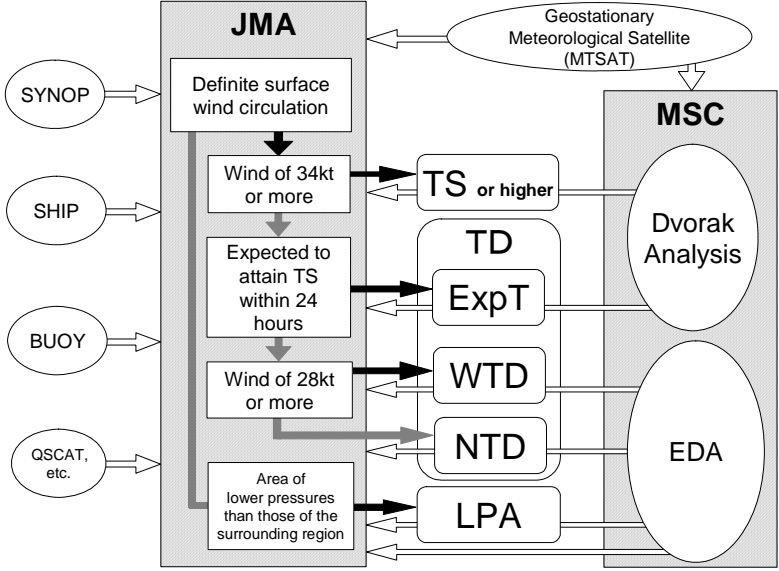 JMA
Geostationary
Meteorological Satellite
(MTSAT)
SYNOP
Definite surface
wind circulation
MSC
Wind of 34kt
or more
TS or higher
SHIP
Dvorak
Analysis
TD
Expected to
attain TS
within 24
hours
ExpT
BUOY
Wind of 28kt
or more
WTD
NTD
EDA
QSCAT,
etc.
Area of
lower pressures
than those of the
surrounding region
LPA